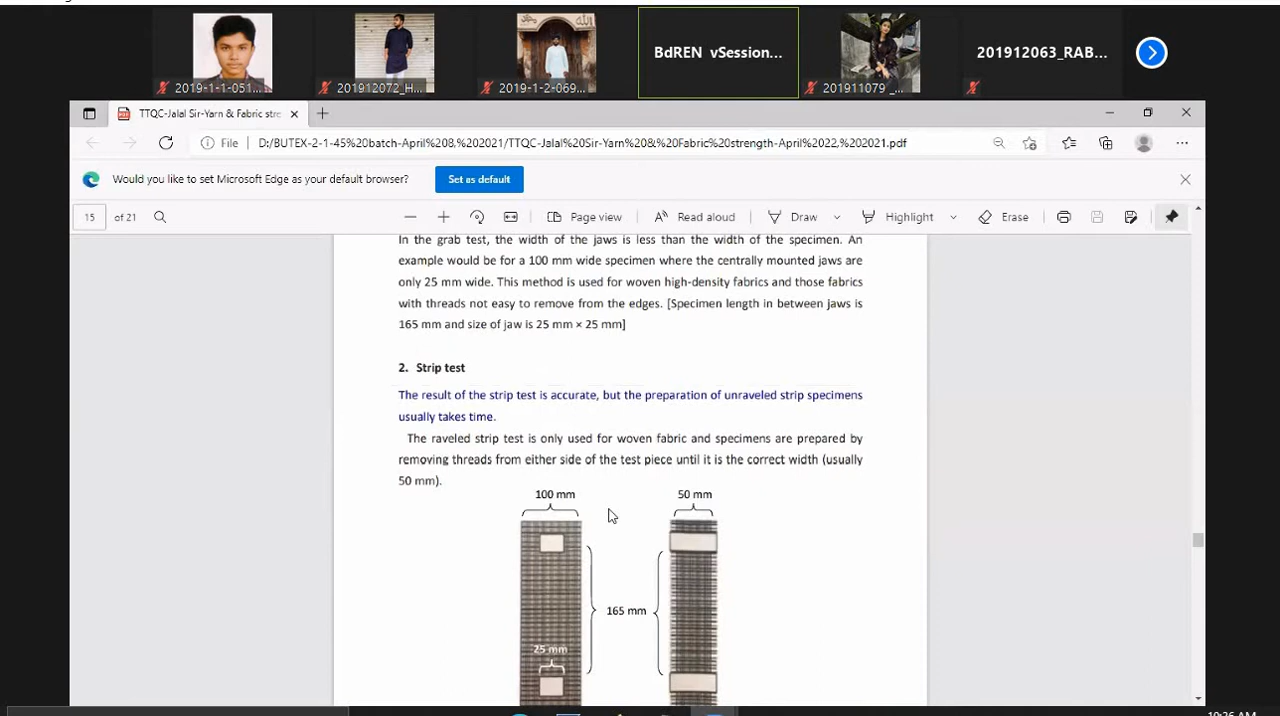 BdREN vSession...
201912063_RAB...
2019-1-1-051...
201912072_H...
2019-1-2-069...
201911079 _...
TTQC-Jalal Sir-Yarn & Fabric stre
File
D:/BUTEX-2-1-45%20batch-April%208,%202021/TTQC-Jalal%20Sir-Yarn%20&%20Fabric%20strength-April%2022,%202021.pdf
Would you like to set Microsoft Edge as your default browser?
Set as default
15 of 21
Page view
Read aloud
Draw
Highlight
Erase
In the grab test, the width of the jaws is less than the width of the specimen. An
example would be for a 100 mm wide specimen where the centrally mounted jaws are
only 25 mm wide. This method is used for woven high-density fabrics and those fabrics
with threads not easy to remove from the edges. [Specimen length in between jaws is
165 mm and size of jaw is 25 mm × 25 mm]
2. Strip test
The result of the strip test is accurate, but the preparation of unraveled strip specimens
usually takes time.
The raveled strip test is only used for woven fabric and specimens are prepared by
removing threads from either side of the test piece until it is the correct width (usually
50 mm).
100 mm
50 mm
165 mm
25 mm
10:26 AM